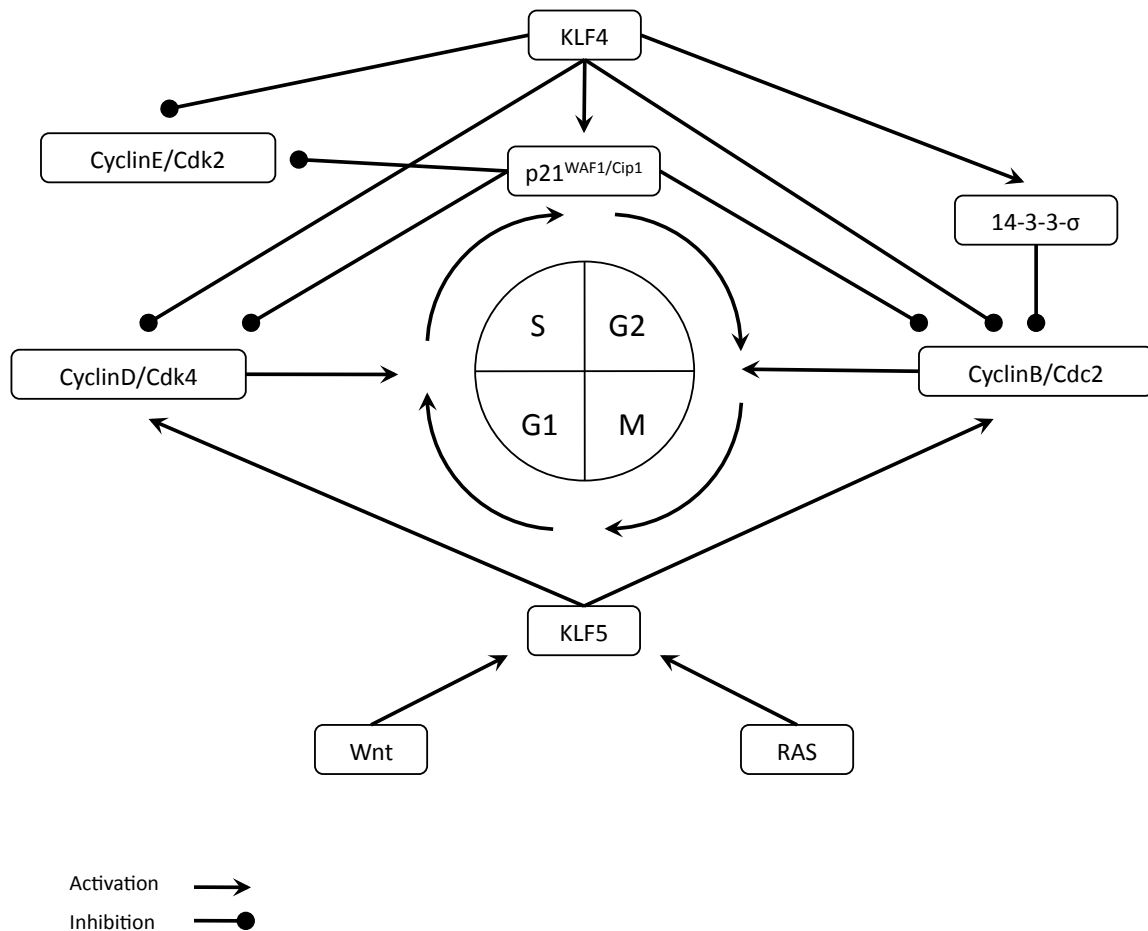 KLF4
CyclinE/Cdk2
p21WAF1/Cip1
14-3-3-σ
S
G2
CyclinD/Cdk4
CyclinB/Cdc2
G1
M
KLF5
Wnt
RAS
Activation
Inhibition